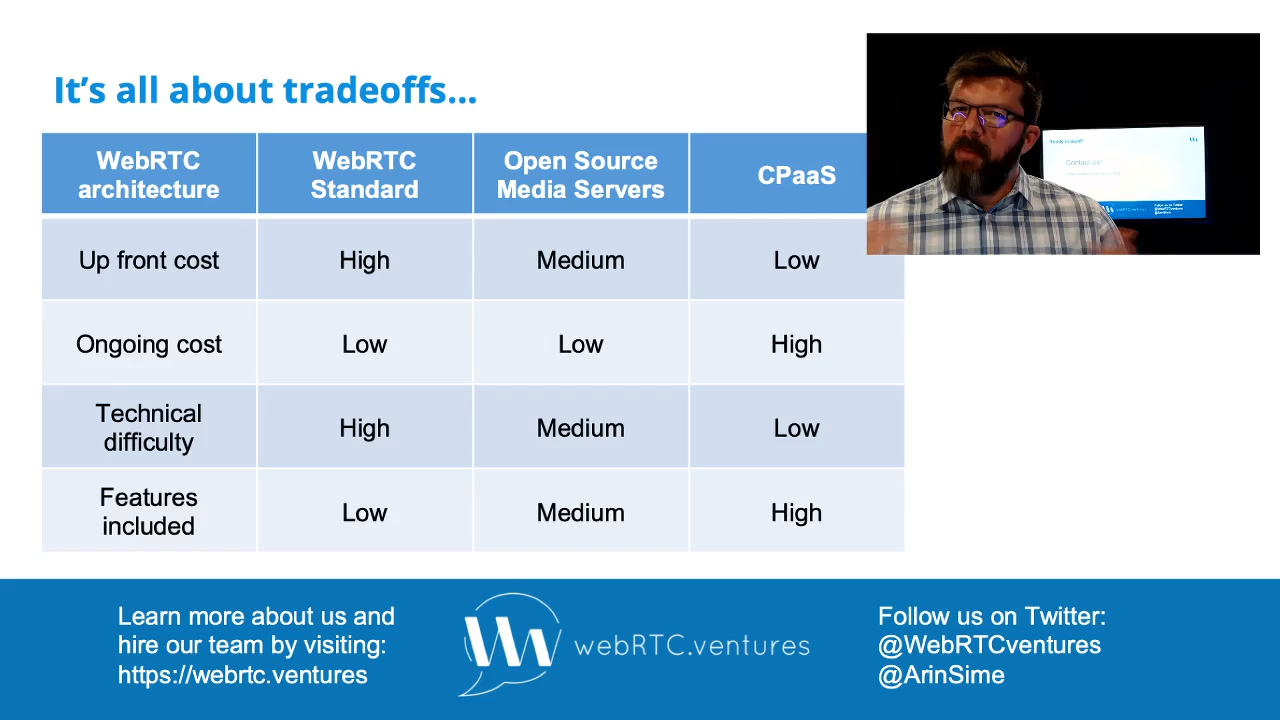 It's all about tradeoffs...
WebRTC architecture
WebRTC Standard
Open Source Media Servers
CPaaS
Up front cost
High
Medium
Low
Ongoing cost
Low
Low
High
Technical difficulty
High
Medium
Low
Features included
Low
Medium
High
Contact us!
Learn more about us and
hire our team by visiting:
https://webrtc.ventures
webRTC.ventures
Follow us on Twitter:
@WebRTCventures
@ArinSime